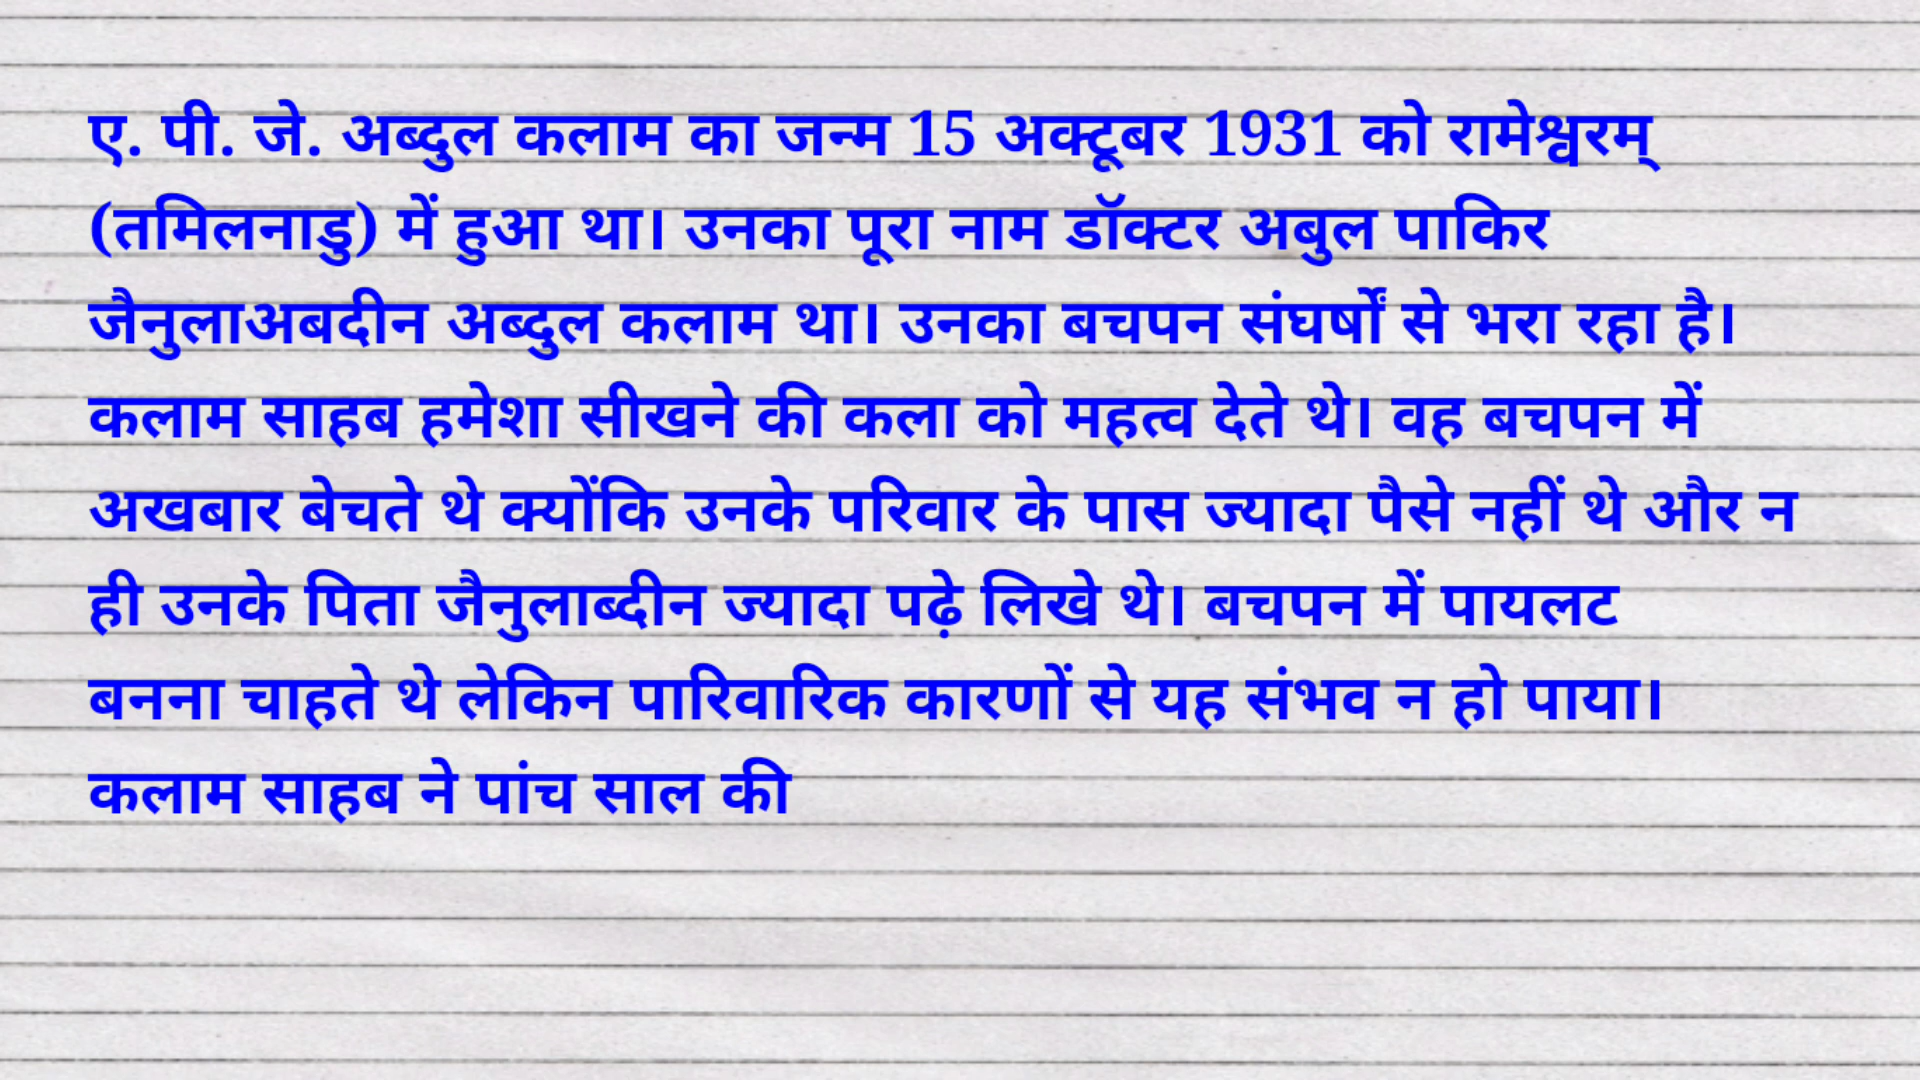 ए. पी. जे. अब्दुल कलाम का जन्म 15 अक्टूबर 1931 को रामेश्वरम्
(तमिलनाडु) में हुआ था। उनका पूरा नाम डॉक्टर अबुल पाकिर
जैनुलाअबदीन अब्दुल कलाम था। उनका बचपन संघर्षों से भरा रहा है।
कलाम साहब हमेशा सीखने की कला को महत्व देते थे। वह बचपन में
अखबार बेचते थे क्योंकि उनके परिवार के पास ज्यादा पैसे नहीं थे और न
ही उनके पिता जैनुलाब्दीन ज्यादा पढ़े लिखे थे। बचपन में पायलट
बनना चाहते थे लेकिन पारिवारिक कारणों से यह संभव न हो पाया।
कलाम साहब ने पांच साल की